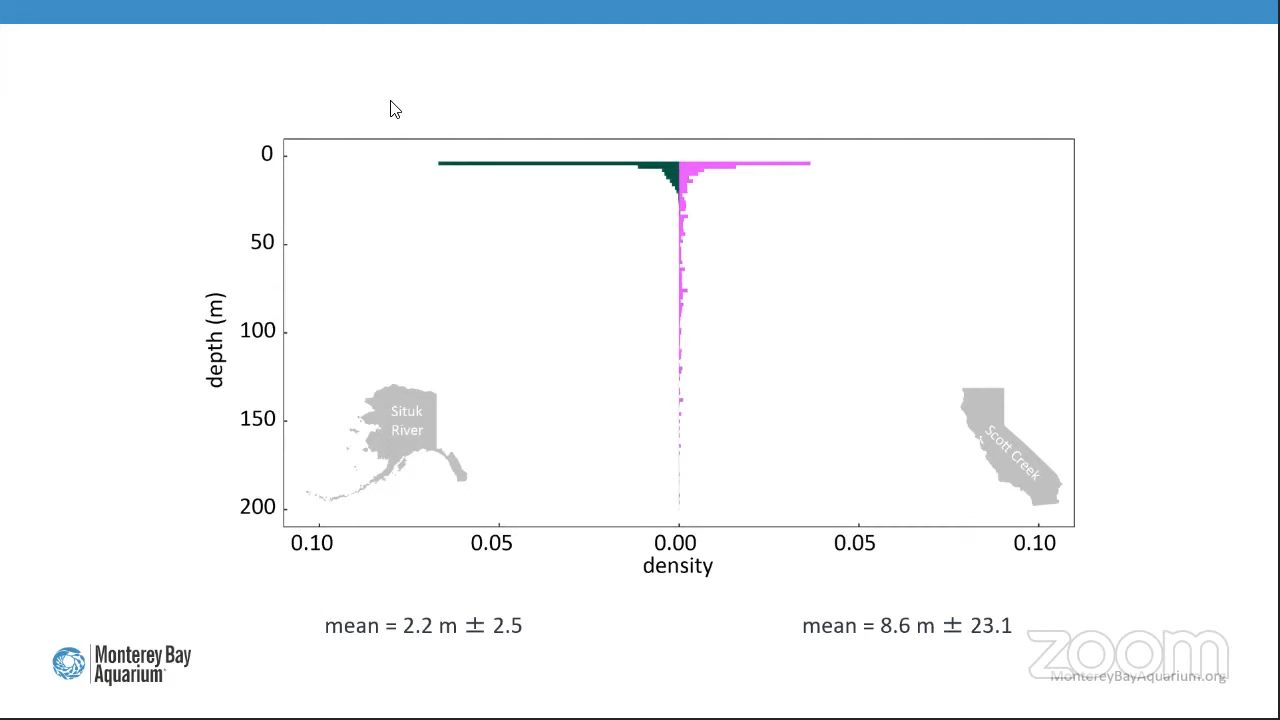 0
50
100
150
200
depth (m)
Situk
River
Scott Creek
0.10
0.05
0.00
0.05
0.10
density
mean = 2.2 m ± 2.5
mean = 8.6 m ± 23.1
Monterey Bay
Aquarium
zoom
MontereyBayAquarium.org